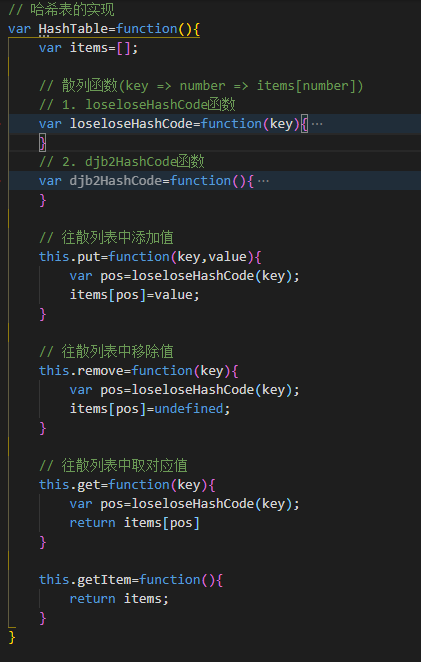 // 哈希表的实现
var HashTable=function(){
var items=[];
// 散列函数(key => number => items[number])
// 1. loseloseHashCode函数
var loseloseHashCode=function(key){ ···
}
// 2. djb2HashCode函数
var djb2HashCode=function(){ ···
}
// 往散列表中添加值
this.put=function(key,value){
var pos=loseloseHashCode(key);
items[pos]=value;
}
// 往散列表中移除值
this.remove=function(key){
var pos=loseloseHashCode(key);
items[pos]=undefined;
}
// 往散列表中取对应值
this.get=function(key){
var pos=loseloseHashCode(key);
return items[pos]
}
this.getItem=function(){
return items;
}
}